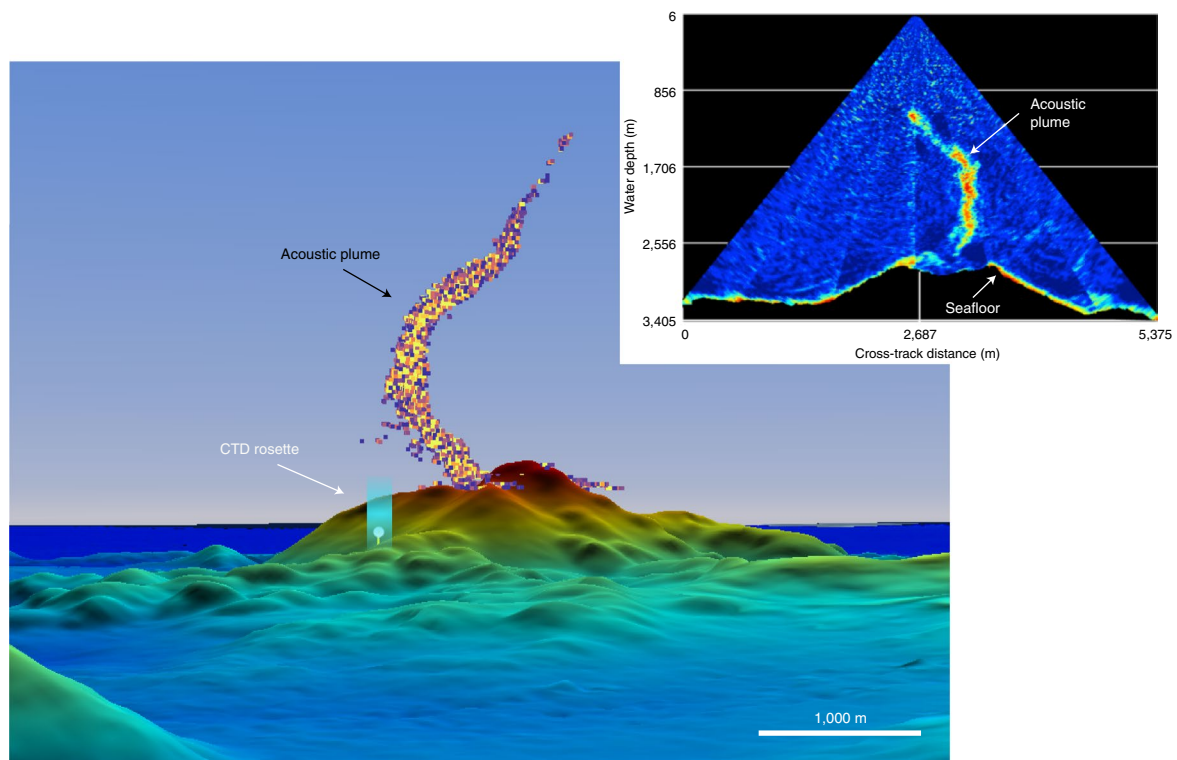 6
856
1,706
2,556
3,405
Water depth (m)
Acoustic
plume
Seafloor
0
2,687
5,375
Cross-track distance (m)
Acoustic plume
CTD rosette
1,000 m